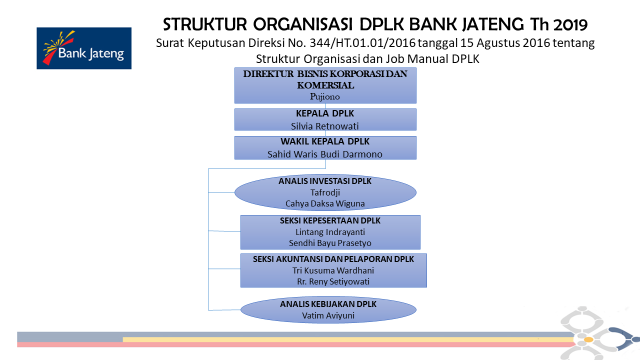 STRUKTUR ORGANISASI DPLK BANK JATENG Th 2019
Surat Keputusan Direksi No. 344/HT.01.01/2016 tanggal 15 Agustus 2016 tentang
Struktur Organisasi dan Job Manual DPLK
Bank Jateng
DIREKTUR BISNIS KORPORASI DAN
KOMERSIAL
Pujiono
KEPALA DPLK
Silvia Retnowati
WAKIL KEPALA DPLK
Sahid Waris Budi Darmono
ANALIS INVESTASI DPLK
Tafrodji
Cahya Daksa Wiguna
SEKSI KEPESERTAAN DPLK
Lintang Indrayanti
Sendhi Bayu Prasetyo
SEKSI AKUNTANSI DAN PELAPORAN DPLK
Tri Kusuma Wardhani
Rr. Reny Setiyowati
ANALIS KEBIJAKAN DPLK
Vatim Aviyuni